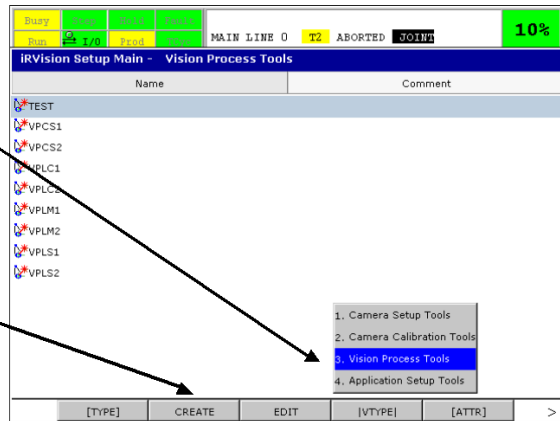 Busy Step Hold Fault
Run I/O Prod TCyc
MAIN LINE 0 T2 ABORTED JOINT
10%
iRVision Setup Main - Vision Process Tools
Name Comment
TEST
VPCS1
VPCS2
VPLC1
VPLC2
VPLM1
VPLM2
VPLS1
VPLS2
1. Camera Setup Tools
2. Camera Calibration Tools
3. Vision Process Tools
4. Application Setup Tools
[TYPE] CREATE EDIT |VTYPE| [ATTR] >